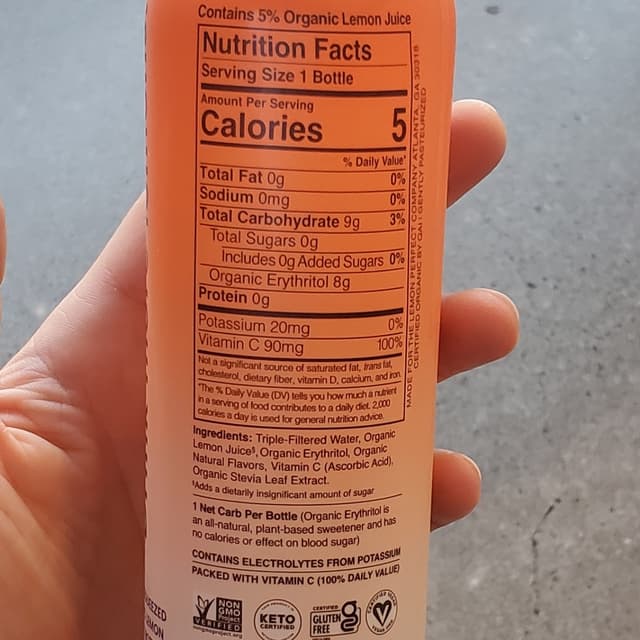 Contains 5% Organic Lemon Juice
Nutrition Facts
Serving Size 1 Bottle
Amount Per Serving
Calories 5
% Daily Value*
Total Fat 0g 0%
Sodium 0mg 0%
Total Carbohydrate 9g 3%
Total Sugars 0g
Includes 0g Added Sugars 0%
Organic Erythritol 8g
Protein 0g
Potassium 20mg 0%
Vitamin C 90mg 100%
Not a significant source of saturated fat, trans fat,
cholesterol, dietary fiber, vitamin D, calcium, and iron.
*The % Daily Value (DV) tells you how much a nutrient
in a serving of food contributes to a daily diet. 2,000
calories a day is used for general nutrition advice.
MADE FOR THE LEMON PERFECT COMPANY ATLANTA, GA 30318
CERTIFIED ORGANIC BY QAI | GENTLY PASTEURIZED
Ingredients: Triple-Filtered Water, Organic
Lemon Juice§, Organic Erythritol, Organic
Natural Flavors, Vitamin C (Ascorbic Acid),
Organic Stevia Leaf Extract.
§Adds a dietarily insignificant amount of sugar
1 Net Carb Per Bottle (Organic Erythritol is
an all-natural, plant-based sweetener and has
no calories or effect on blood sugar)
CONTAINS ELECTROLYTES FROM POTASSIUM
PACKED WITH VITAMIN C (100% DAILY VALUE)
NON
GMO
Project
VERIFIED
nongmoproject.org
KETO
CERTIFIED
CERTIFIED
GLUTEN
FREE
CERTIFIED VEGAN